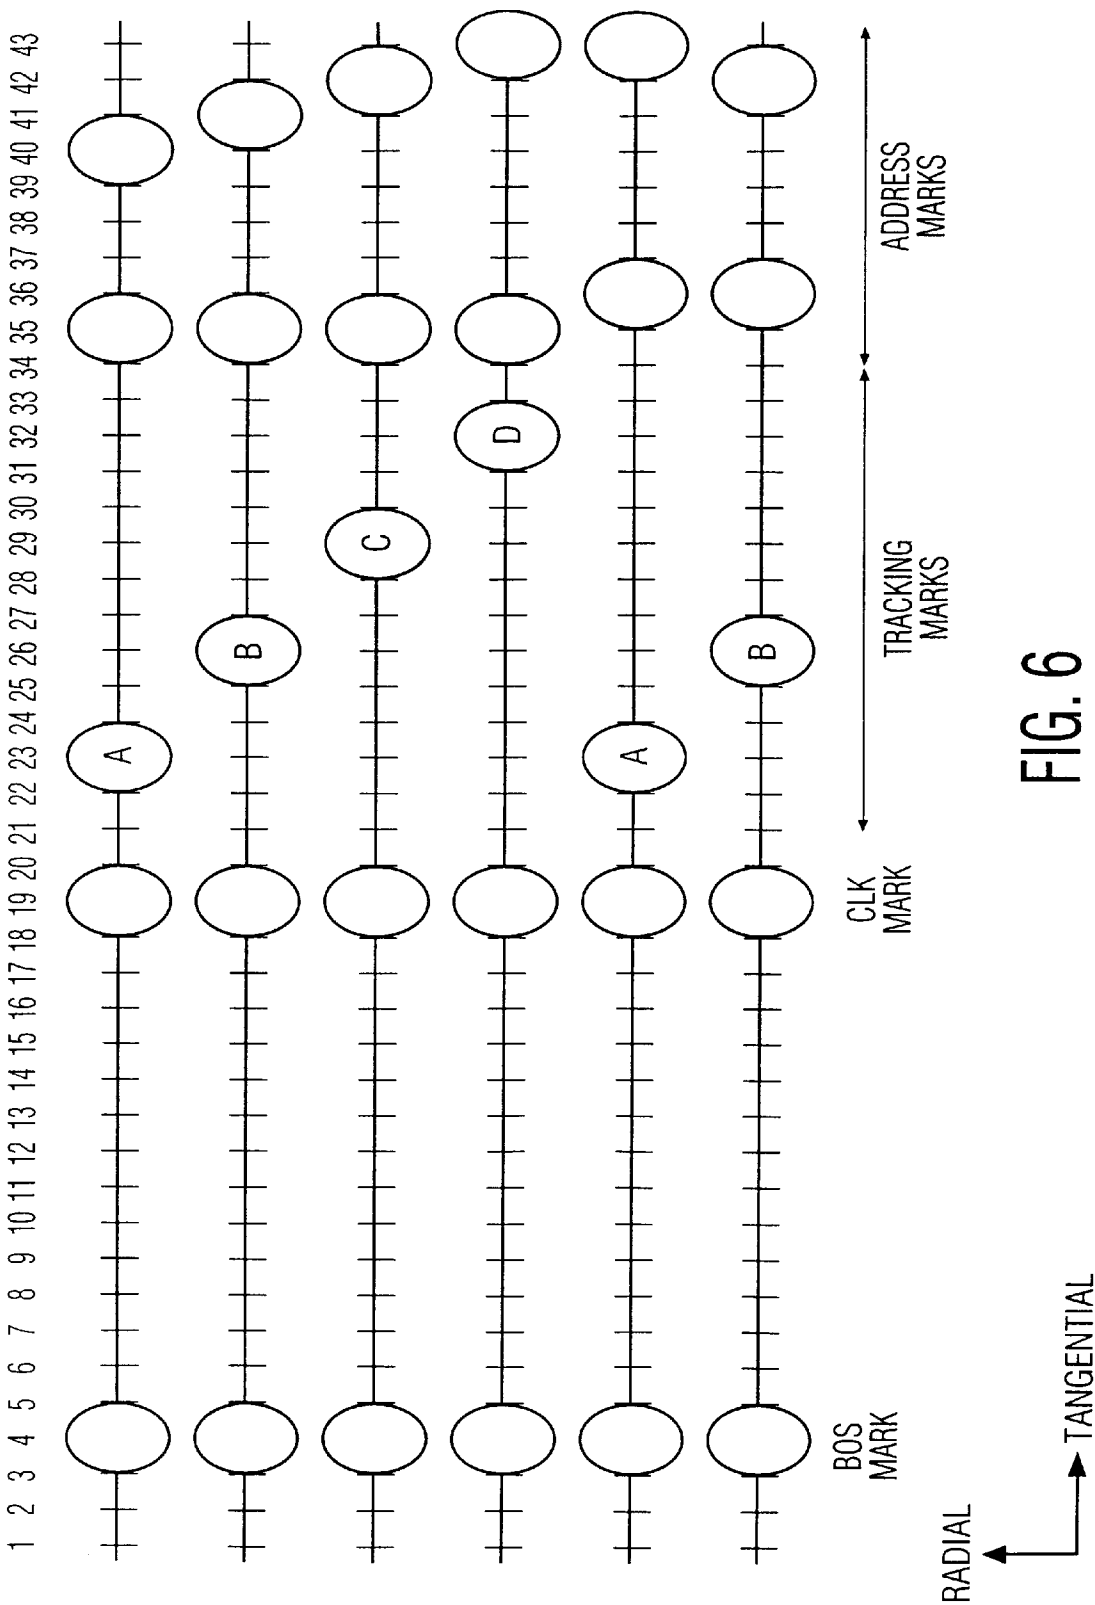 1 2 3 4 5 6 7 8 9 10 11 12 13 14 15 16 17 18 19 20 21 22 23 24 25 26 27 28 29 30 31 32 33 34 35 36 37 38 39 40 41 42 43
A
B
C
D
A
B
BOS
MARK
CLK
MARK
TRACKING
MARKS
ADDRESS
MARKS
RADIAL
TANGENTIAL
FIG. 6